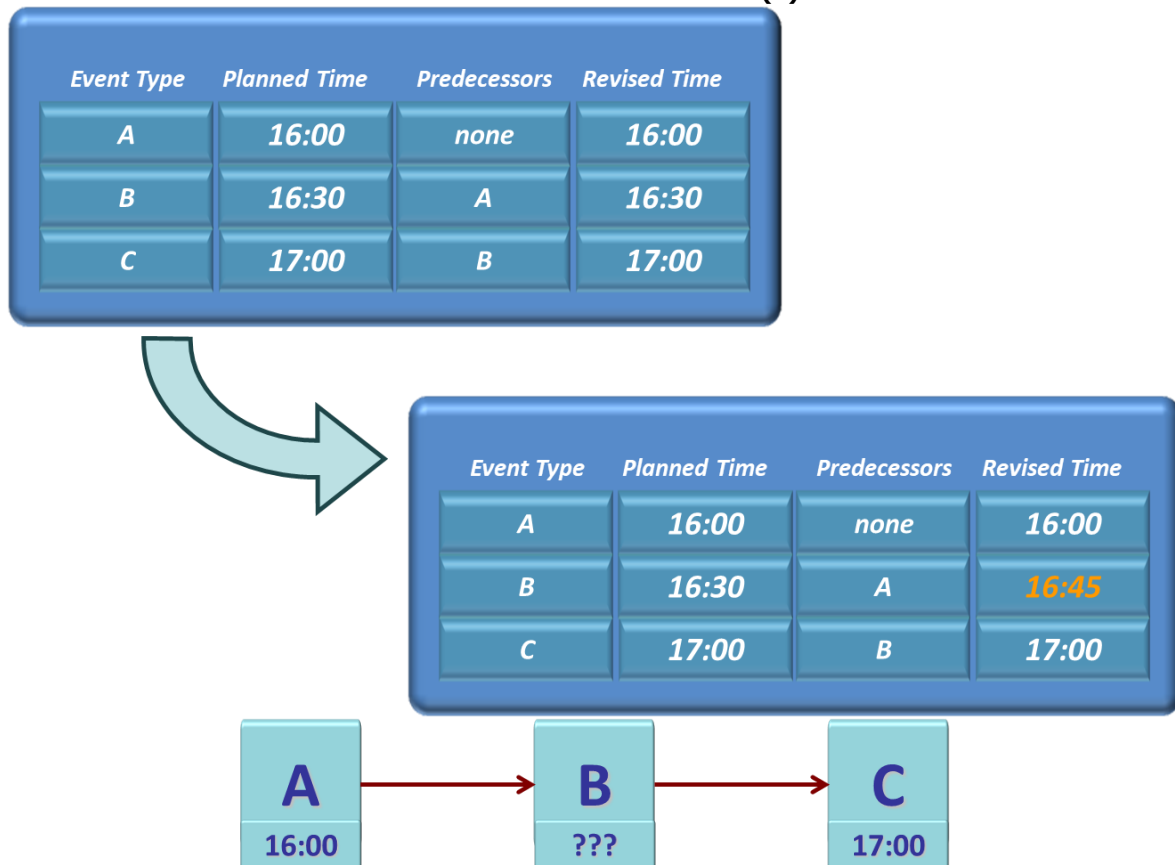 Event Type Planned Time Predecessors Revised Time
A 16:00 none 16:00
B 16:30 A 16:30
C 17:00 B 17:00
Event Type Planned Time Predecessors Revised Time
A 16:00 none 16:00
B 16:30 A 16:45
C 17:00 B 17:00
A B C
16:00 ??? 17:00